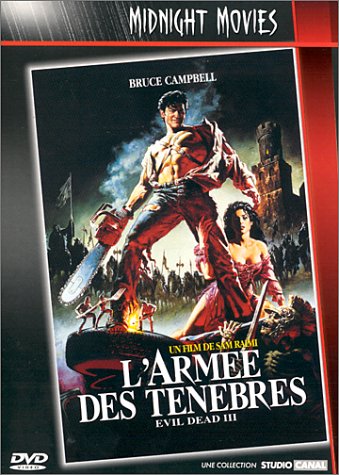 MIDNIGHT MOVIES
BRUCE CAMPBELL
UN FILM DE SAM RAIMI
L'ARMEE
DES TENEBRES
EVIL DEAD III
DVD
VIDEO
UNE COLLECTION STUDIO CANAL